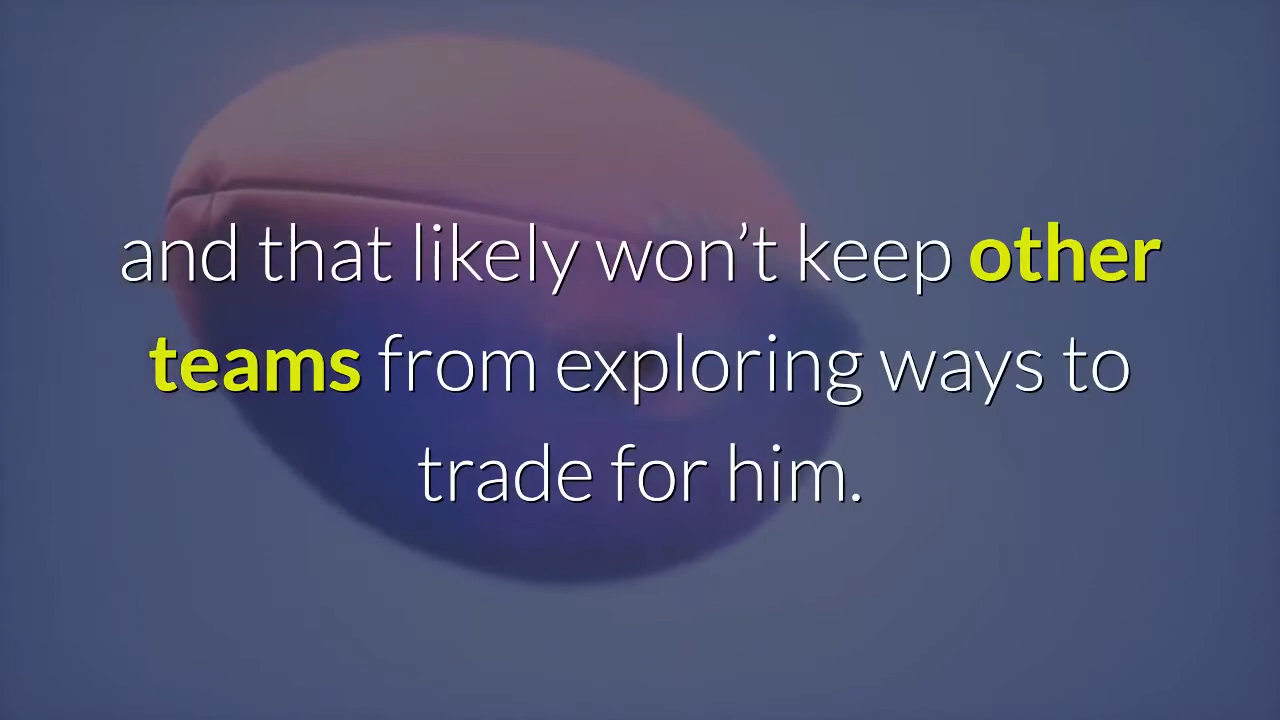 and that likely won’t keep other
teams from exploring ways to
trade for him.